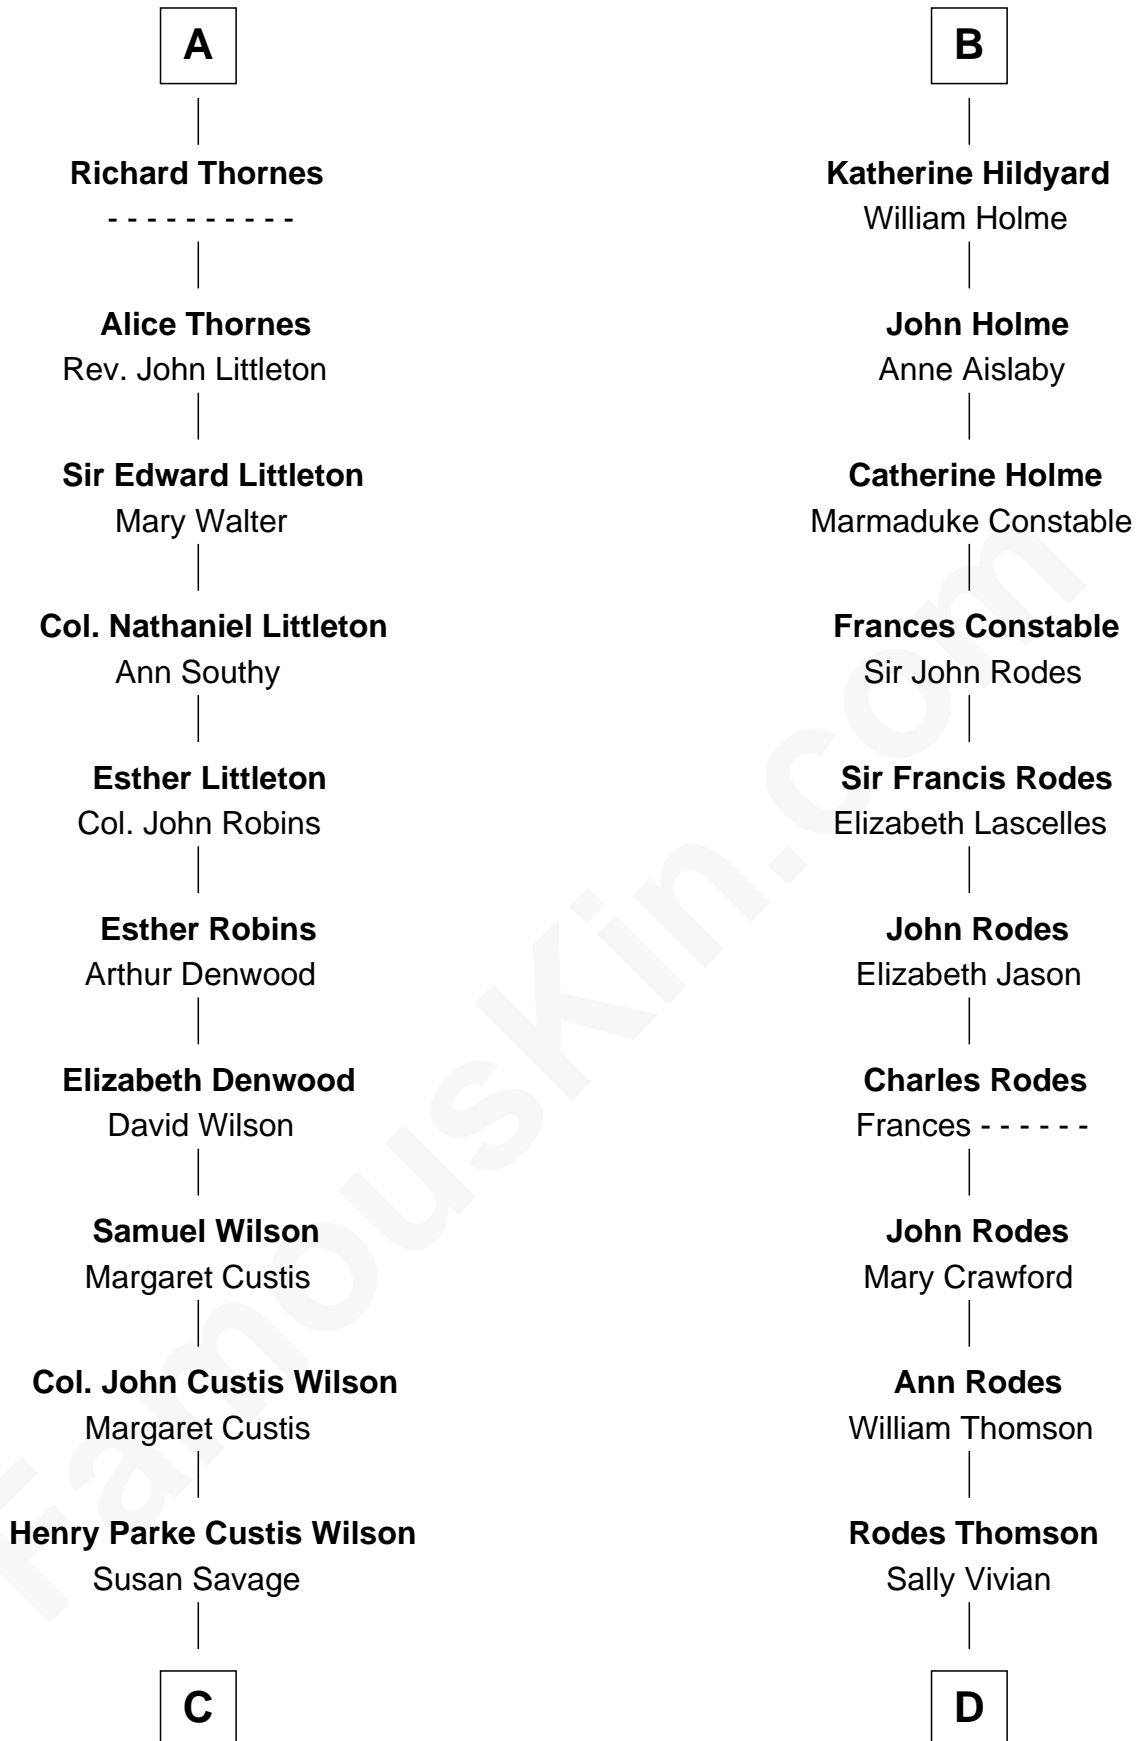 A
Richard Thornes
- - - - - - - - - -
Alice Thornes
Rev. John Littleton
Sir Edward Littleton
Mary Walter
Col. Nathaniel Littleton
Ann Southy
Esther Littleton
Col. John Robins
Esther Robins
Arthur Denwood
Elizabeth Denwood
David Wilson
Samuel Wilson
Margaret Custis
Col. John Custis Wilson
Margaret Custis
Henry Parke Custis Wilson
Susan Savage
C
B
Katherine Hildyard
William Holme
John Holme
Anne Aislaby
Catherine Holme
Marmaduke Constable
Frances Constable
Sir John Rodes
Sir Francis Rodes
Elizabeth Lascelles
John Rodes
Elizabeth Jason
Charles Rodes
Frances - - - - - -
John Rodes
Mary Crawford
Ann Rodes
William Thomson
Rodes Thomson
Sally Vivian
D
FamousKin.com